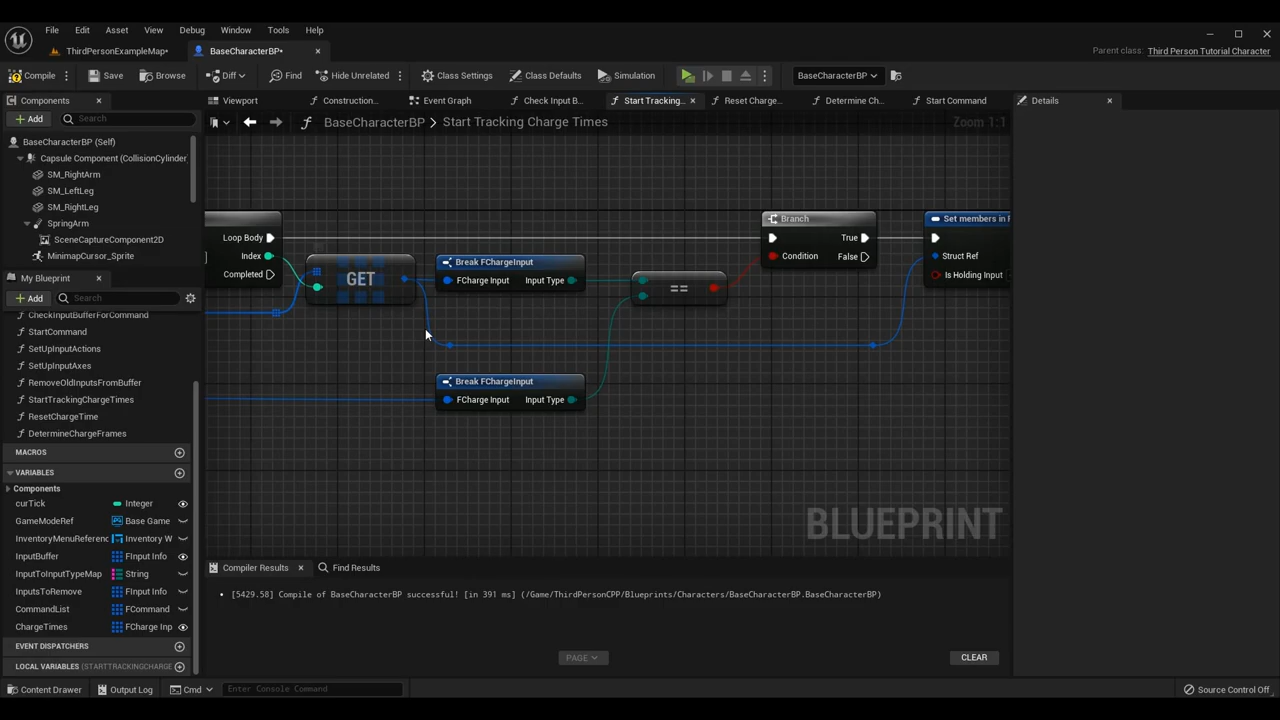 File Edit Asset View Debug Window Tools Help
ThirdPersonExampleMap* BaseCharacterBP*
Parent class: Third Person Tutorial Character
Compile Save Browse Diff Find Hide Unrelated Class Settings Class Defaults Simulation BaseCharacterBP
Components
Add Search
BaseCharacterBP (Self)
Capsule Component (CollisionCylinder
SM_RightArm
SM_LeftLeg
SM_RightLeg
SpringArm
SceneCaptureComponent2D
MinimapCursor_Sprite
My Blueprint
Add Search
CheckInputBufferForCommand
StartCommand
SetUpInputActions
SetUpInputAxes
RemoveOldInputsFromBuffer
StartTrackingChargeTimes
ResetChargeTime
DetermineChargeFrames
MACROS
VARIABLES
Components
curTick Integer
GameModeRef Base Game
InventoryMenuReferenc Inventory W
InputBuffer FInput Info
InputToInputTypeMap String
InputsToRemove FInput Info
CommandList FCommand
ChargeTimes FCharge Inp
EVENT DISPATCHERS
LOCAL VARIABLES (STARTTRACKINGCHARGE
Viewport Construction... Event Graph Check Input B... Start Tracking... Reset Charge... Determine Ch... Start Command
BaseCharacterBP > Start Tracking Charge Times
Zoom 1:1
Loop Body
Index
Completed
GET
Break FChargeInput
FCharge Input Input Type
==
Branch
True
Condition False
Set members in F
Struct Ref
Is Holding Input
Break FChargeInput
FCharge Input Input Type
BLUEPRINT
Compiler Results Find Results
[5429.58] Compile of BaseCharacterBP successful! [in 391 ms] (/Game/ThirdPersonCPP/Blueprints/Characters/BaseCharacterBP.BaseCharacterBP)
PAGE
CLEAR
Details
Content Drawer Output Log Cmd Enter Console Command Source Control Off